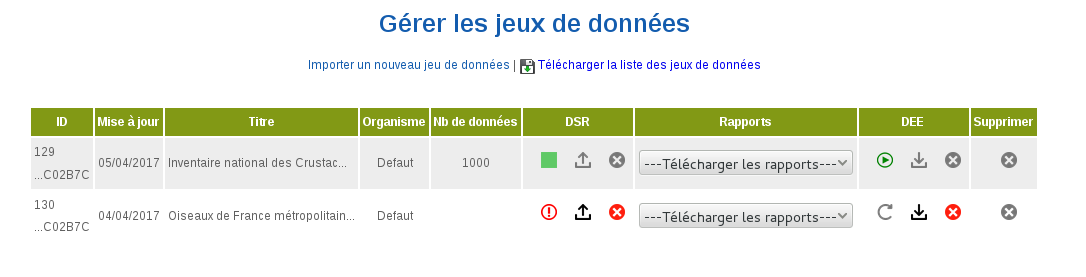 Gérer les jeux de données
Importer un nouveau jeu de données | Télécharger la liste des jeux de données
ID Mise à jour Titre Organisme Nb de données DSR Rapports DEE Supprimer
129
...C02B7C 05/04/2017 Inventaire national des Crustac... Defaut 1000 ---Télécharger les rapports---
130
...C02B7C 04/04/2017 Oiseaux de France métropolitain... Defaut ---Télécharger les rapports---